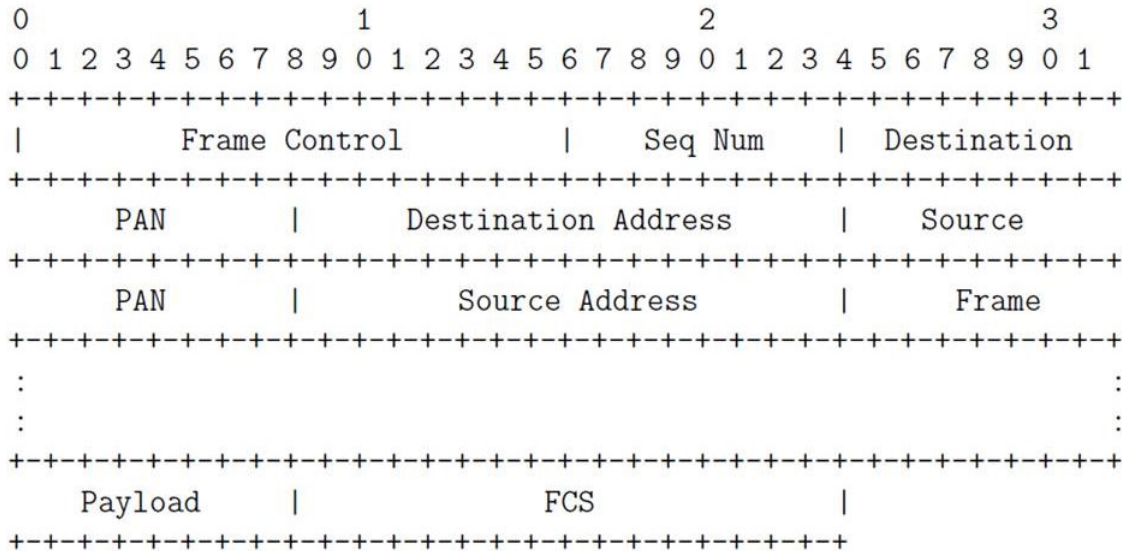 0                   1                   2                   3
0 1 2 3 4 5 6 7 8 9 0 1 2 3 4 5 6 7 8 9 0 1 2 3 4 5 6 7 8 9 0 1
+-+-+-+-+-+-+-+-+-+-+-+-+-+-+-+-+-+-+-+-+-+-+-+-+-+-+-+-+-+-+-+
|         Frame Control         |    Seq Num    |  Destination
+-+-+-+-+-+-+-+-+-+-+-+-+-+-+-+-+-+-+-+-+-+-+-+-+-+-+-+-+-+-+-+
      PAN       |      Destination Address      |    Source
+-+-+-+-+-+-+-+-+-+-+-+-+-+-+-+-+-+-+-+-+-+-+-+-+-+-+-+-+-+-+-+
      PAN       |         Source Address        |      Frame
+-+-+-+-+-+-+-+-+-+-+-+-+-+-+-+-+-+-+-+-+-+-+-+-+-+-+-+-+-+-+-+
:                                                               :
:                                                               :
+-+-+-+-+-+-+-+-+-+-+-+-+-+-+-+-+-+-+-+-+-+-+-+-+-+-+-+-+-+-+-+
    Payload     |              FCS              |
+-+-+-+-+-+-+-+-+-+-+-+-+-+-+-+-+-+-+-+-+-+-+-+